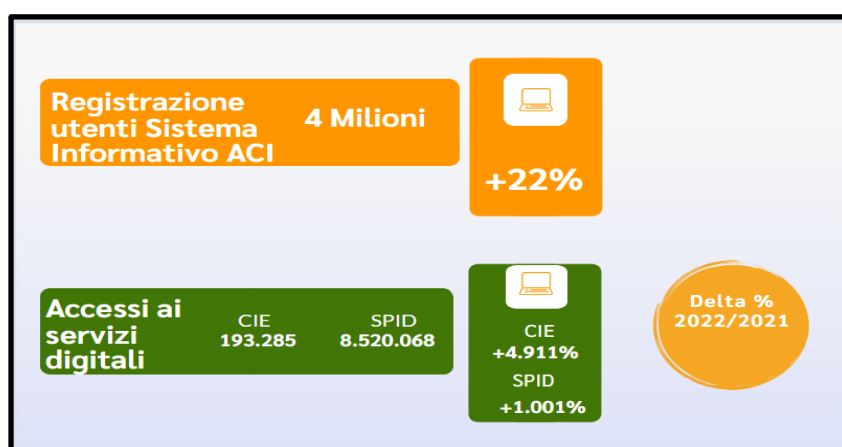 Registrazione
utenti Sistema
Informativo ACI
4 Milioni
+22%
Accessi ai
servizi
digitali
CIE
193.285
SPID
8.520.068
CIE
+4.911%
SPID
+1.001%
Delta %
2022/2021